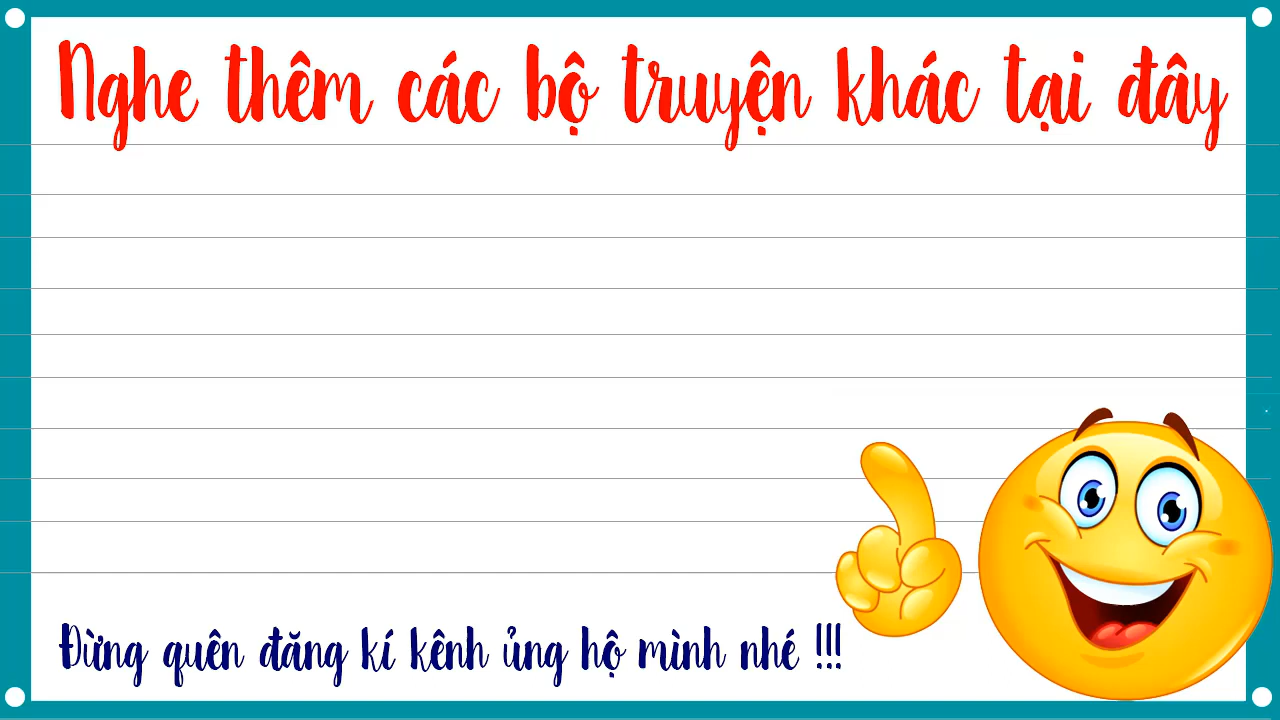 Nghe thêm các bộ truyện khác tại đây
Đừng quên đăng kí kênh ủng hộ mình nhé !!!